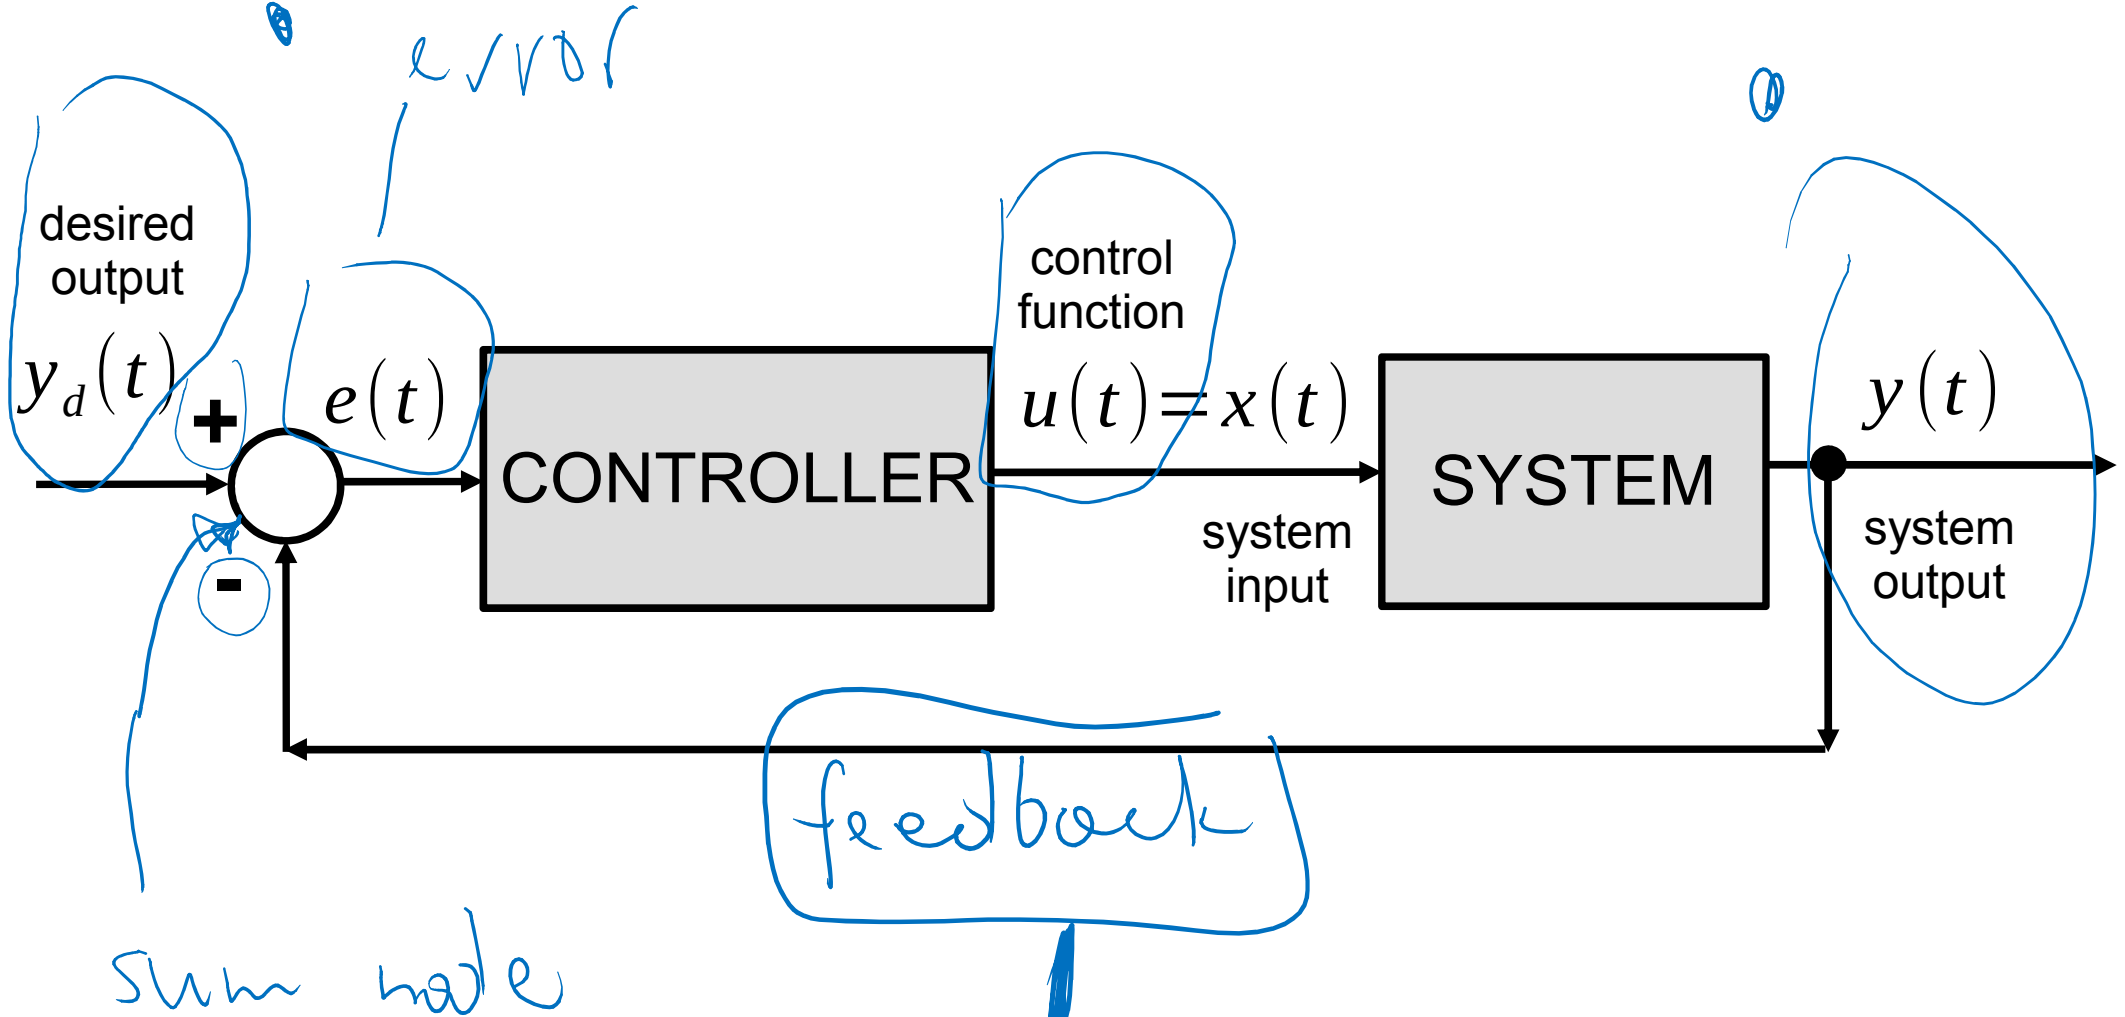 error
desired
output
y_d(t)
+
-
e(t)
CONTROLLER
control
function
u(t)=x(t)
system
input
SYSTEM
y(t)
system
output
feedback
sum node